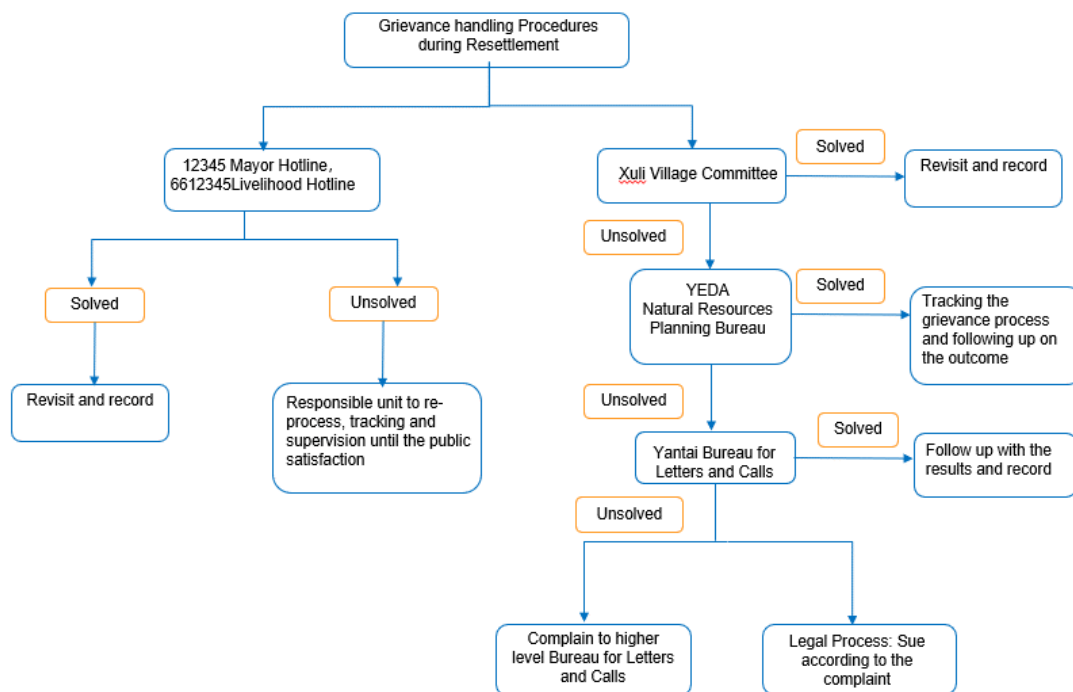 Grievance handling Procedures
during Resettlement
12345 Mayor Hotline，
6612345Livelihood Hotline
Solved
Xuli Village Committee
Revisit and record
Unsolved
Solved
Unsolved
YEDA
Natural Resources
Planning Bureau
Solved
Tracking the
grievance process
and following up on
the outcome
Revisit and record
Responsible unit to re-
process, tracking and
supervision until the public
satisfaction
Unsolved
Yantai Bureau for
Letters and Calls
Solved
Follow up with the
results and record
Unsolved
Complain to higher
level Bureau for Letters
and Calls
Legal Process: Sue
according to the
complaint